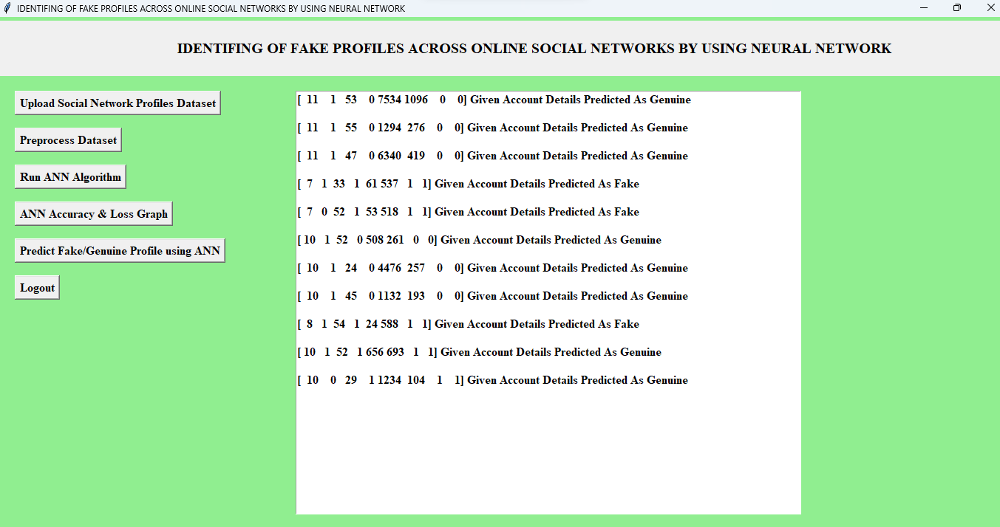 IDENTIFING OF FAKE PROFILES ACROSS ONLINE SOCIAL NETWORKS BY USING NEURAL NETWORK
IDENTIFING OF FAKE PROFILES ACROSS ONLINE SOCIAL NETWORKS BY USING NEURAL NETWORK
Upload Social Network Profiles Dataset
Preprocess Dataset
Run ANN Algorithm
ANN Accuracy & Loss Graph
Predict Fake/Genuine Profile using ANN
Logout
[ 11 1 53 0 7534 1096 0 0] Given Account Details Predicted As Genuine
[ 11 1 55 0 1294 276 0 0] Given Account Details Predicted As Genuine
[ 11 1 47 0 6340 419 0 0] Given Account Details Predicted As Genuine
[ 7 1 33 1 61 537 1 1] Given Account Details Predicted As Fake
[ 7 0 52 1 53 518 1 1] Given Account Details Predicted As Fake
[ 10 1 52 0 508 261 0 0] Given Account Details Predicted As Genuine
[ 10 1 24 0 4476 257 0 0] Given Account Details Predicted As Genuine
[ 10 1 45 0 1132 193 0 0] Given Account Details Predicted As Genuine
[ 8 1 54 1 24 588 1 1] Given Account Details Predicted As Fake
[ 10 1 52 1 656 693 1 1] Given Account Details Predicted As Genuine
[ 10 0 29 1 1234 104 1 1] Given Account Details Predicted As Genuine